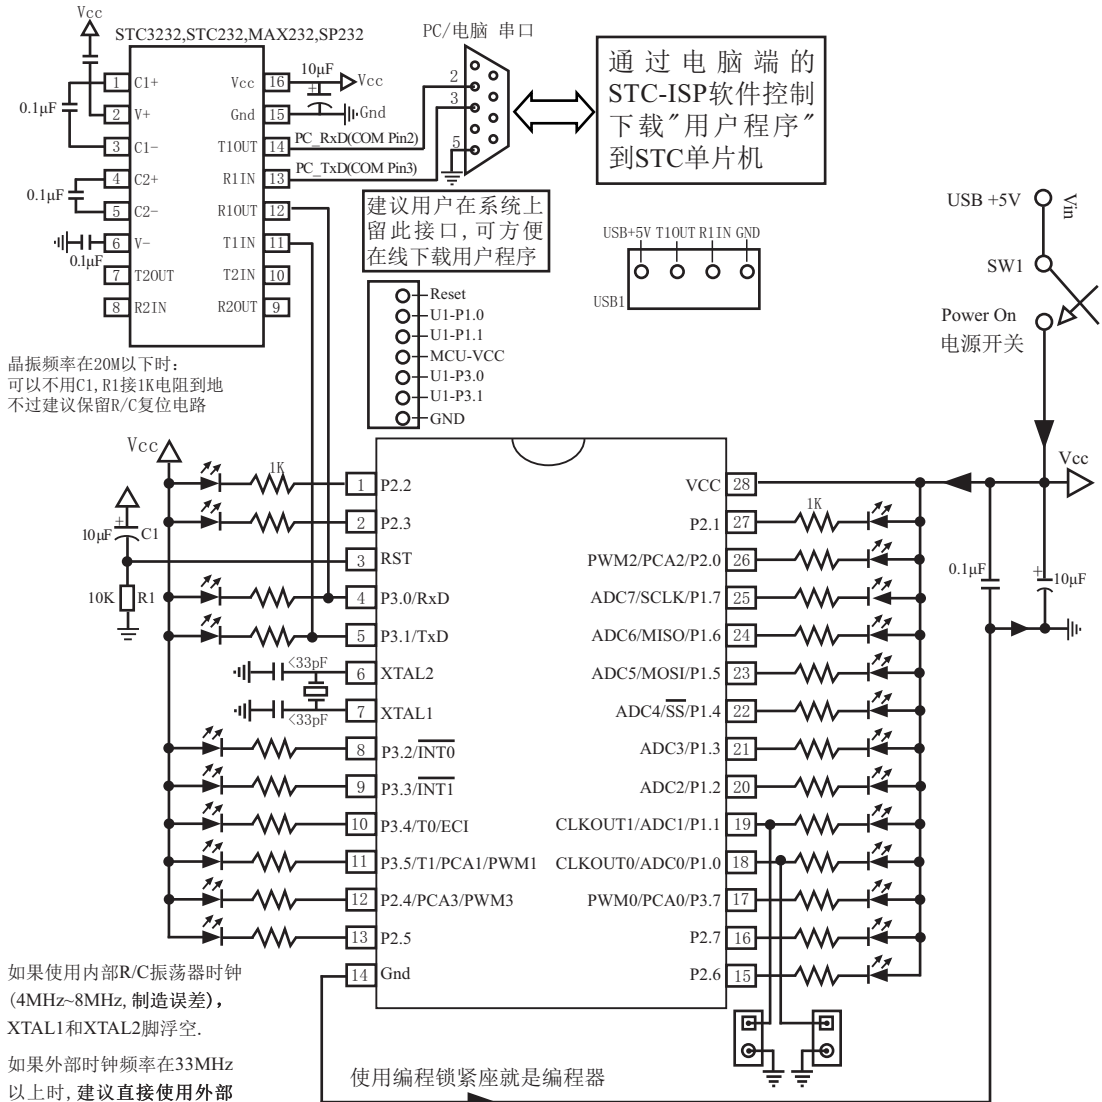 Vcc
STC3232,STC232,MAX232,SP232
PC/电脑 串口
1 C1+
2 V+
3 C1-
4 C2+
5 C2-
6 V-
7 T2OUT
8 R2IN
Vcc 16
Gnd 15
T1OUT 14
R1IN 13
R1OUT 12
T1IN 11
T2IN 10
R2OUT 9
0.1µF
0.1µF
0.1µF
10µF
+
Vcc
Gnd
PC_RxD(COM Pin2)
PC_TxD(COM Pin3)
2
3
5
通过电脑端的
STC-ISP软件控制
下载"用户程序"
到STC单片机
建议用户在系统上
留此接口,可方便
在线下载用户程序
USB+5V T1OUT R1IN GND
USB1
Reset
U1-P1.0
U1-P1.1
MCU-VCC
U1-P3.0
U1-P3.1
GND
USB +5V
Vin
SW1
Power On
电源开关
晶振频率在20M以下时:
可以不用C1,R1接1K电阻到地
不过建议保留R/C复位电路
Vcc
1K
+
10µF C1
10K R1
<33pF
<33pF
1 P2.2
2 P2.3
3 RST
4 P3.0/RxD
5 P3.1/TxD
6 XTAL2
7 XTAL1
8 P3.2/INT0
9 P3.3/INT1
10 P3.4/T0/ECI
11 P3.5/T1/PCA1/PWM1
12 P2.4/PCA3/PWM3
13 P2.5
14 Gnd
VCC 28
P2.1 27
PWM2/PCA2/P2.0 26
ADC7/SCLK/P1.7 25
ADC6/MISO/P1.6 24
ADC5/MOSI/P1.5 23
ADC4/SS/P1.4 22
ADC3/P1.3 21
ADC2/P1.2 20
CLKOUT1/ADC1/P1.1 19
CLKOUT0/ADC0/P1.0 18
PWM0/PCA0/P3.7 17
P2.7 16
P2.6 15
1K
Vcc
0.1µF
+
10µF
如果使用内部R/C振荡器时钟
(4MHz~8MHz,制造误差),
XTAL1和XTAL2脚浮空.
如果外部时钟频率在33MHz
以上时,建议直接使用外部
使用编程锁紧座就是编程器